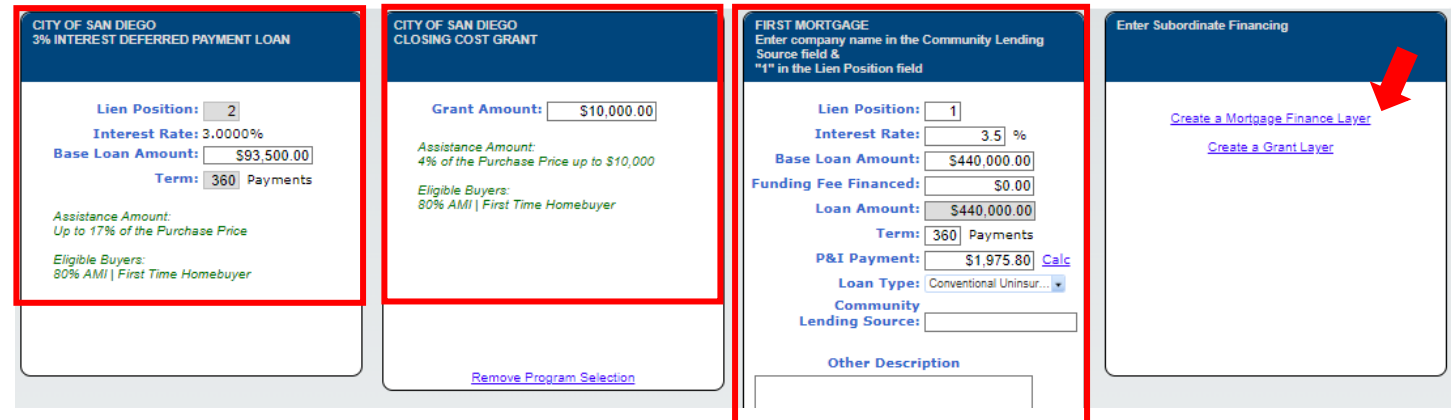 CITY OF SAN DIEGO
3% INTEREST DEFERRED PAYMENT LOAN
Lien Position: 2
Interest Rate: 3.0000%
Base Loan Amount: $93,500.00
Term: 360 Payments
Assistance Amount:
Up to 17% of the Purchase Price
Eligible Buyers:
80% AMI | First Time Homebuyer
CITY OF SAN DIEGO
CLOSING COST GRANT
Grant Amount: $10,000.00
Assistance Amount:
4% of the Purchase Price up to $10,000
Eligible Buyers:
80% AMI | First Time Homebuyer
Remove Program Selection
FIRST MORTGAGE
Enter company name in the Community Lending
Source field &
"1" in the Lien Position field
Lien Position: 1
Interest Rate: 3.5 %
Base Loan Amount: $440,000.00
Funding Fee Financed: $0.00
Loan Amount: $440,000.00
Term: 360 Payments
P&I Payment: $1,975.80 Calc
Loan Type: Conventional Uninsur...
Community
Lending Source:
Other Description
Enter Subordinate Financing
Create a Mortgage Finance Layer
Create a Grant Layer